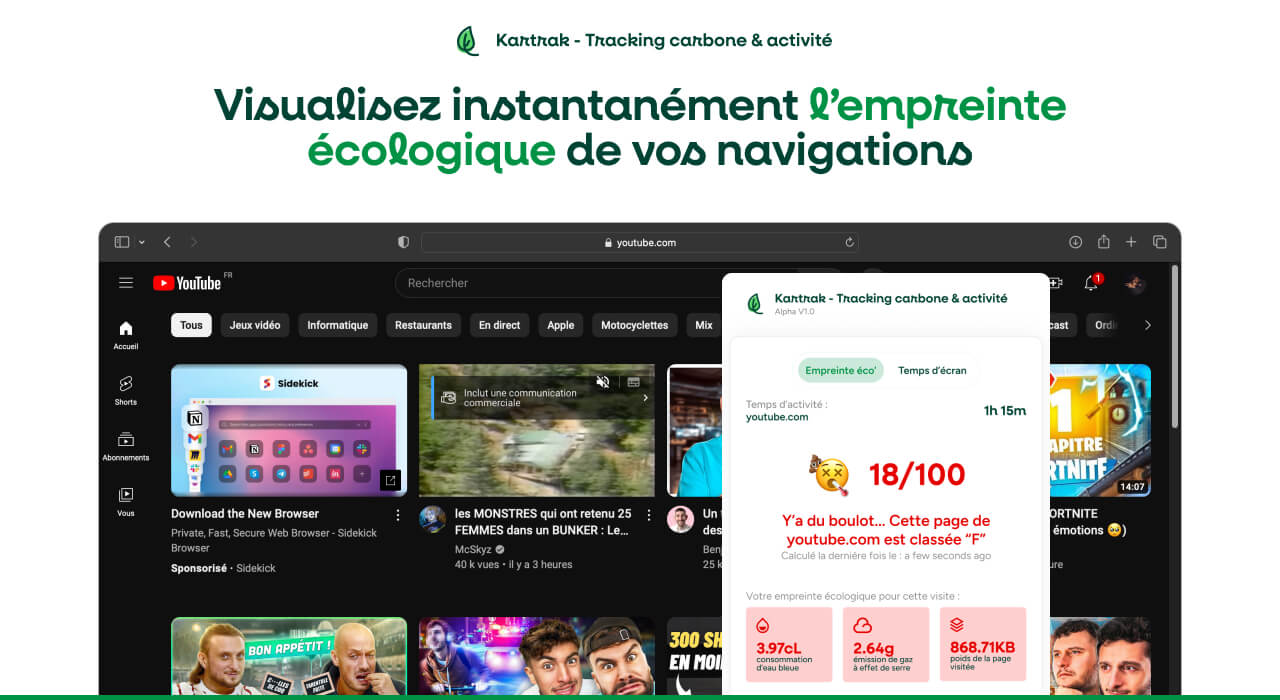 Kartrak - Tracking carbone & activité
Visualisez instantanément l'empreinte
écologique de vos navigations
youtube.com
YouTube FR
Rechercher
1
Tous
Jeux vidéo
Informatique
Restaurants
En direct
Apple
Motocyclettes
Mix
cast
Ordi
Accueil
Shorts
Abonnements
Vous
Sidekick
Inclut une communication
commerciale
14:07
Download the New Browser
Private, Fast, Secure Web Browser - Sidekick
Browser
Sponsorisé · Sidekick
les MONSTRES qui ont retenu 25
FEMMES dans un BUNKER : Le...
McSkyz
40 k vues • il y a 3 heures
Un
des
Ben
25 k
ORTNITE
émotions 🥹)
ure
1
APITRE
RTNITE
BON APPÉTIT !
300 SH
EN MOI
Kartrak - Tracking carbone & activité
Alpha V1.0
Empreinte éco'
Temps d'écran
Temps d'activité :
youtube.com
1h 15m
18/100
Y'a du boulot... Cette page de
youtube.com est classée “F”
Calculé la dernière fois le : a few seconds ago
Votre empreinte écologique pour cette visite :
3.97cL
consommation
d'eau bleue
2.64g
émission de gaz
à effet de serre
868.71KB
poids de la page
visitée